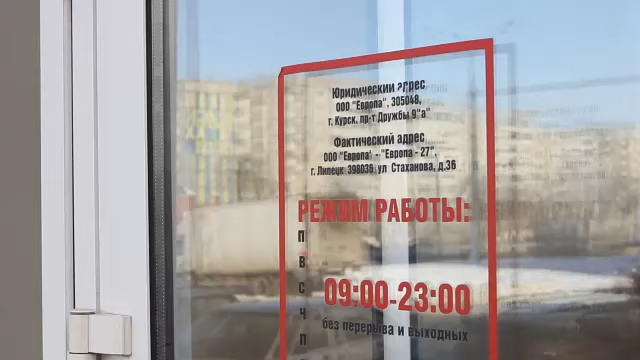 Юридический адрес
ООО "Европа", 305048,
г. Курск, пр-т Дружбы 9"а"
Фактический адрес
ООО "Европа" - "Европа - 27",
г. Липецк 398036 ул Стаханова, д.36
РЕЖИМ РАБОТЫ:
П
В
С
09:00-23:00
Ч
без перерыва и выходных
П